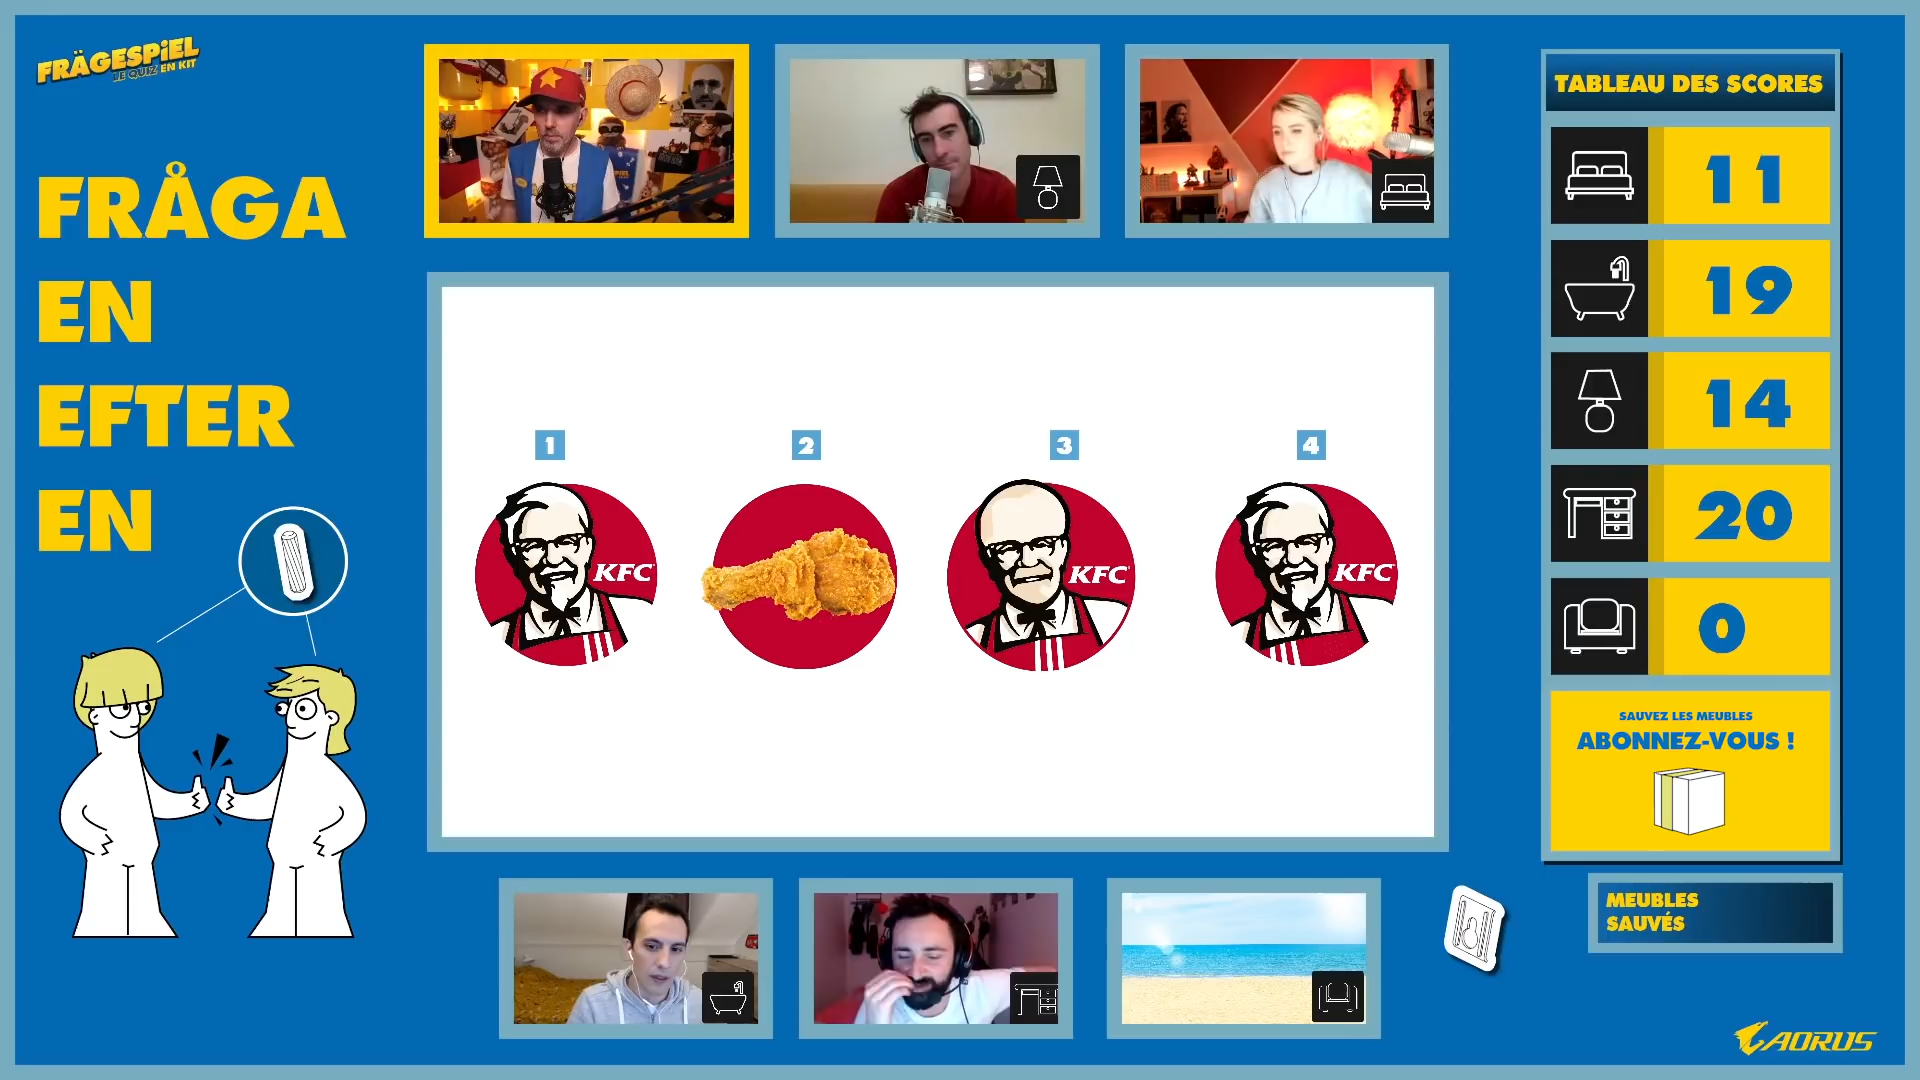 FRÄGESPIEL
LE QUIZ EN KIT
FRÅGA
EN
EFTER
EN
1
2
3
4
KFC
KFC
KFC
TABLEAU DES SCORES
11
19
14
20
0
SAUVEZ LES MEUBLES
ABONNEZ-VOUS !
MEUBLES
SAUVÉS
AORUS